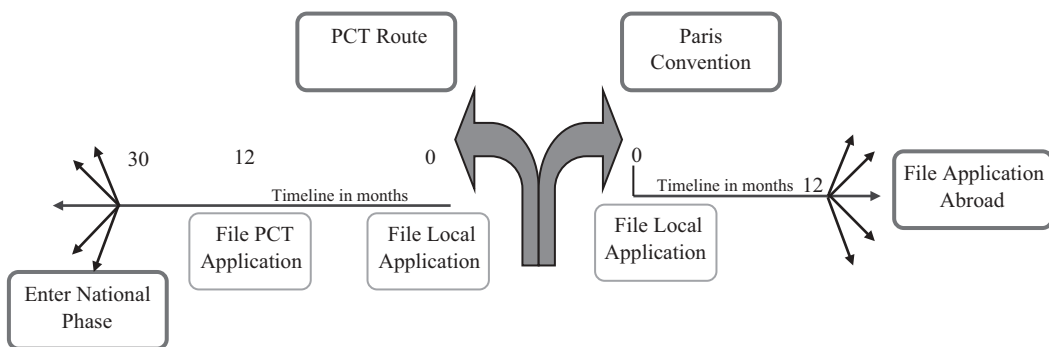 PCT Route
Paris
Convention
30
12
0
0
Timeline in months
Timeline in months 12
File PCT
Application
File Local
Application
File Local
Application
File Application
Abroad
Enter National
Phase